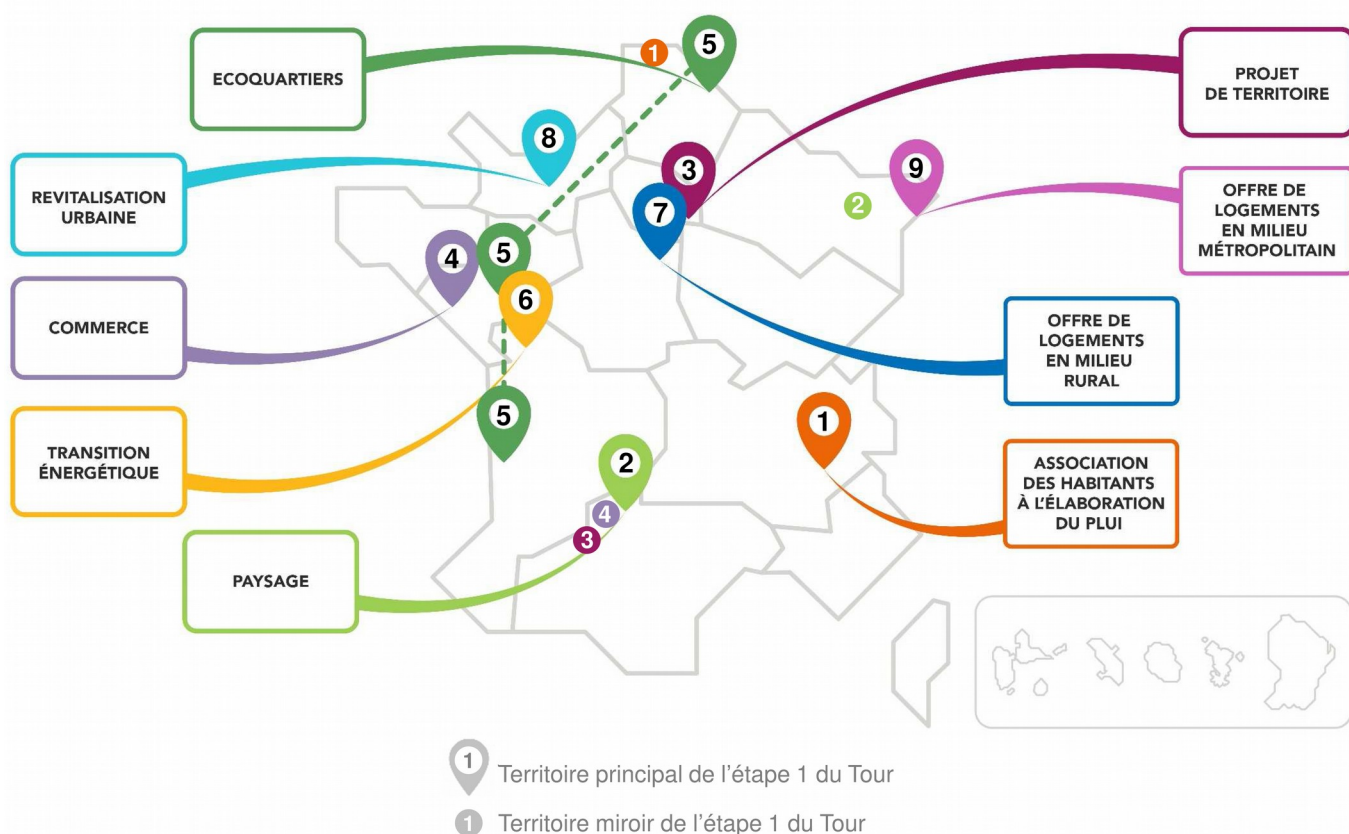 ECOQUARTIERS
REVITALISATION
URBAINE
COMMERCE
TRANSITION
ÉNERGÉTIQUE
PAYSAGE
1
5
8
3
7
2
9
4
5
6
5
2
4
3
1
PROJET
DE TERRITOIRE
OFFRE DE
LOGEMENTS
EN MILIEU
MÉTROPOLITAIN
OFFRE DE
LOGEMENTS
EN MILIEU
RURAL
ASSOCIATION
DES HABITANTS
À L'ÉLABORATION
DU PLUI
1 Territoire principal de l'étape 1 du Tour
1 Territoire miroir de l'étape 1 du Tour